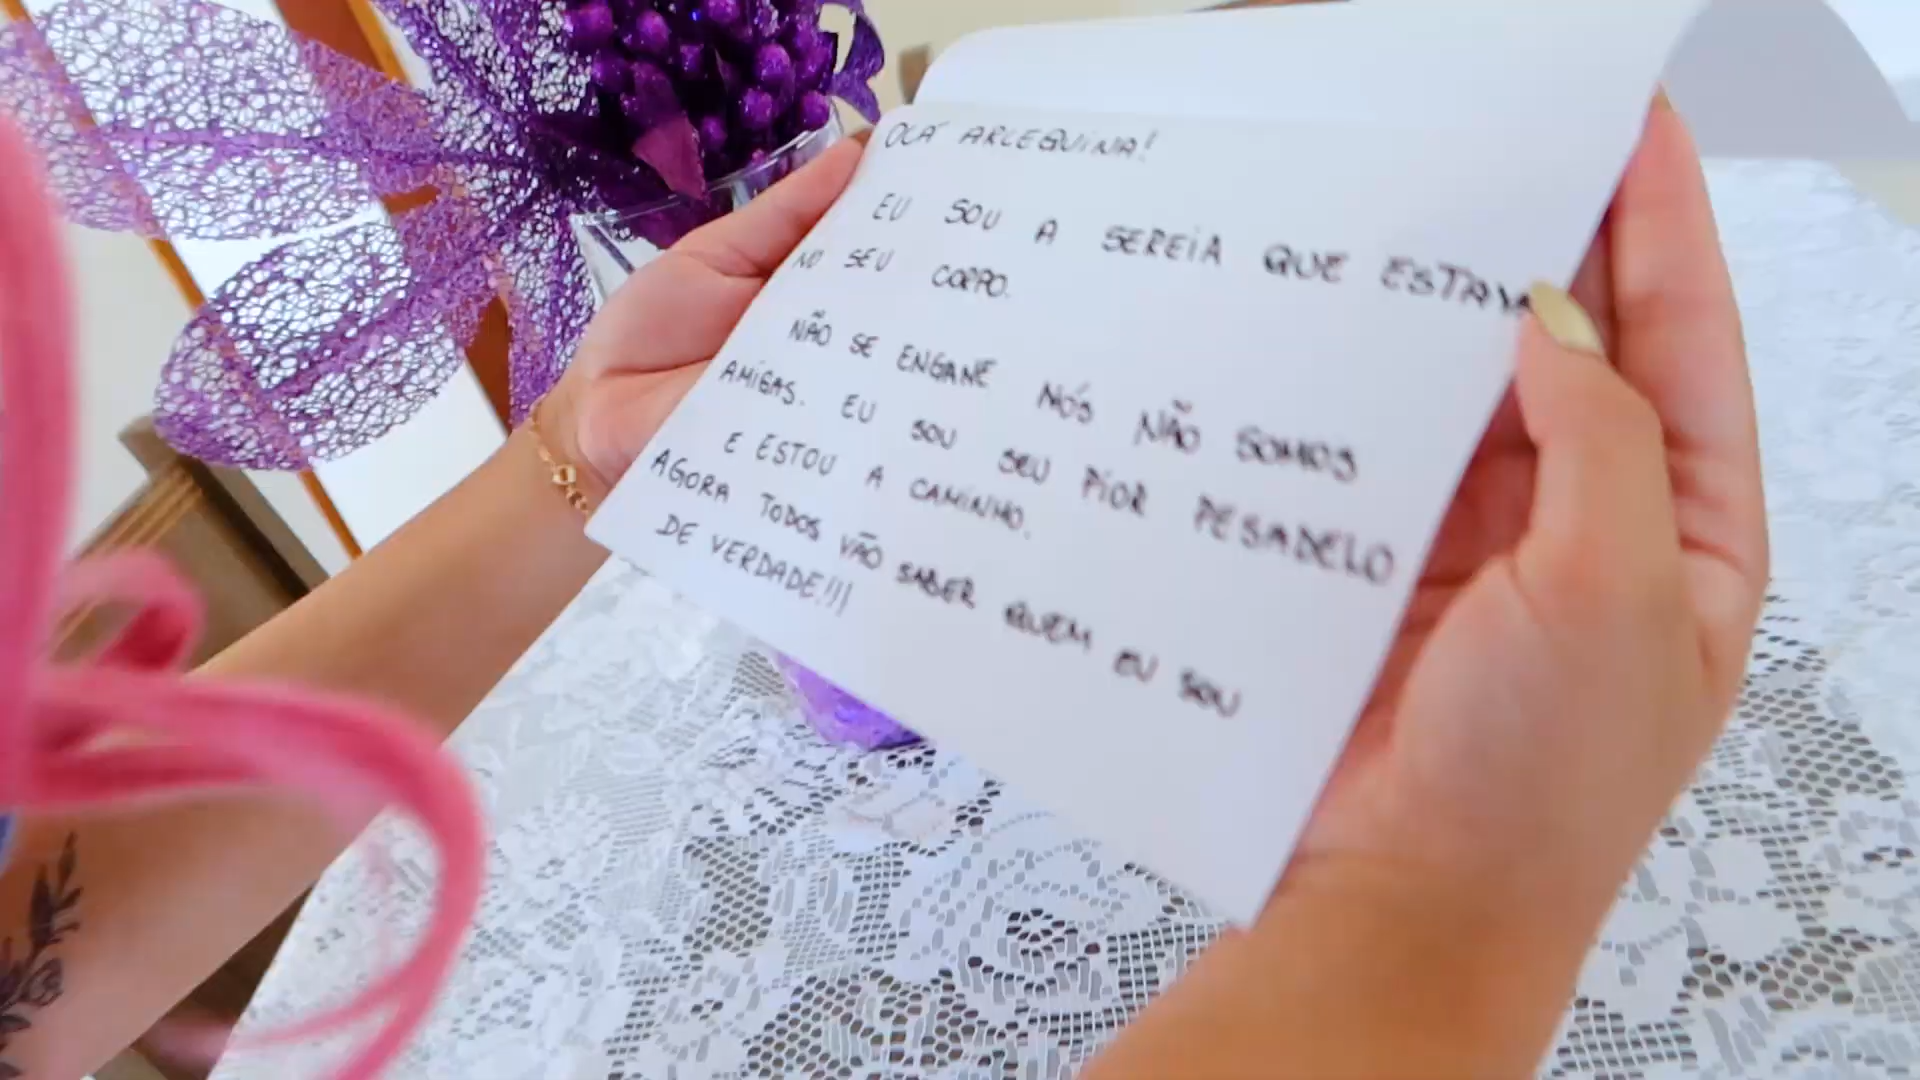 OLÁ ARLEQUINA!
EU SOU A SEREIA QUE ESTAVA
NO SEU CORPO.
NÃO SE ENGANE NÓS NÃO SOMOS
AMIGAS. EU SOU SEU PIOR PESADELO
E ESTOU A CAMINHO.
AGORA TODOS VÃO SABER QUEM EU SOU
DE VERDADE!!!